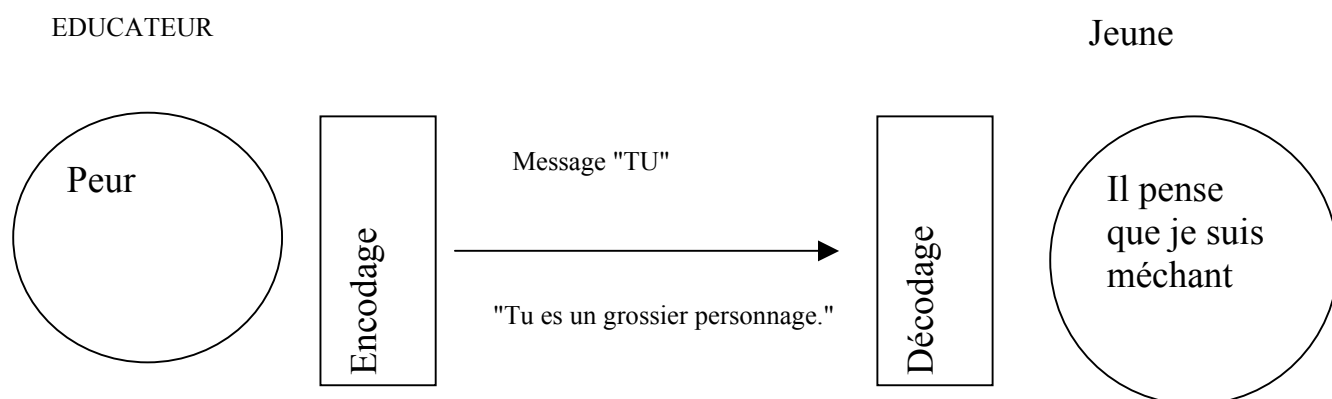 EDUCATEUR
Jeune
Peur
Encodage
Message "TU"
"Tu es un grossier personnage."
Décodage
Il pense
que je suis
méchant